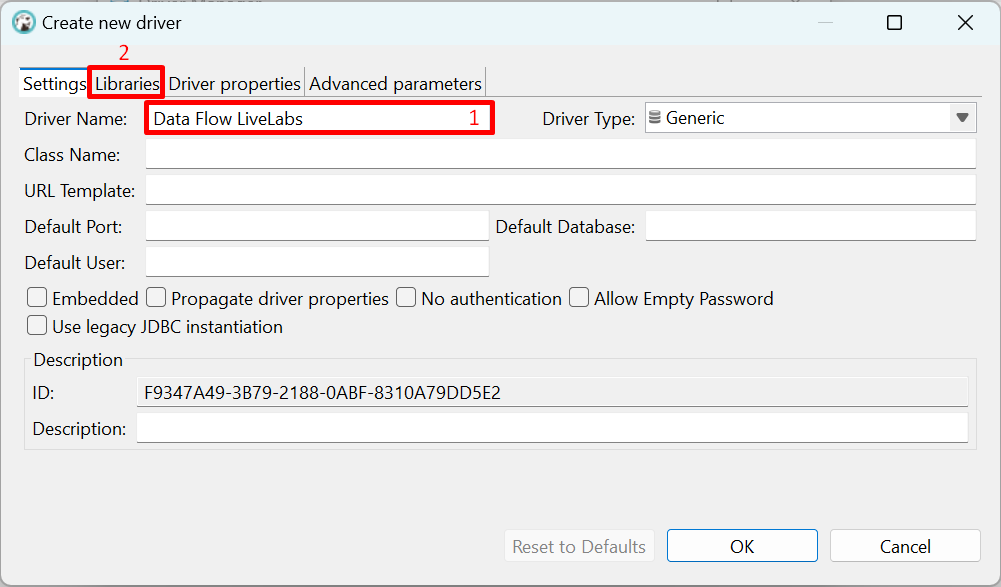 Create new driver
2
Settings Libraries Driver properties Advanced parameters
Driver Name: Data Flow LiveLabs 1 Driver Type: Generic
Class Name:
URL Template:
Default Port: Default Database:
Default User:
Embedded Propagate driver properties No authentication Allow Empty Password
Use legacy JDBC instantiation
Description
ID: F9347A49-3B79-2188-0ABF-8310A79DD5E2
Description:
Reset to Defaults OK Cancel